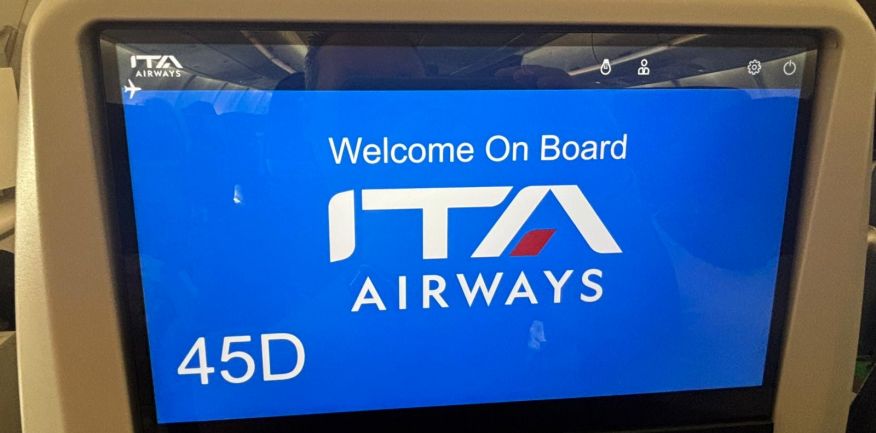 ITA
AIRWAYS
Welcome On Board
ITA
AIRWAYS
45D